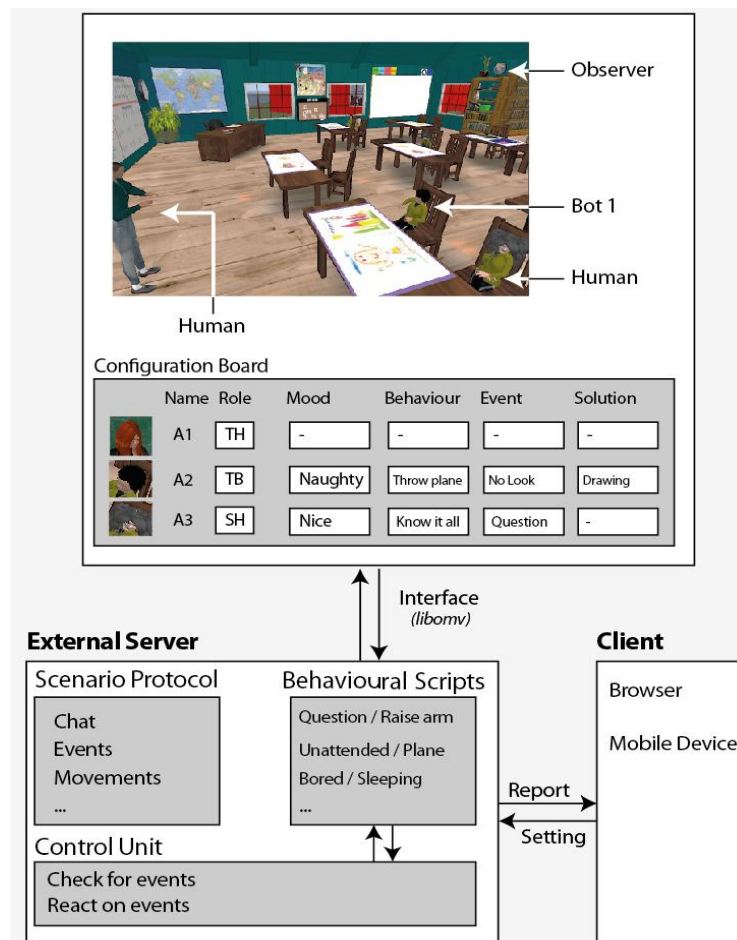 Observer
Bot 1
Human
Human
Configuration Board
Name Role Mood Behaviour Event Solution
A1 TH - - - -
A2 TB Naughty Throw plane No Look Drawing
A3 SH Nice Know it all Question -
Interface
(libomv)
External Server
Scenario Protocol
Chat
Events
Movements
...
Behavioural Scripts
Question / Raise arm
Unattended / Plane
Bored / Sleeping
...
Control Unit
Check for events
React on events
Report
Setting
Client
Browser
Mobile Device